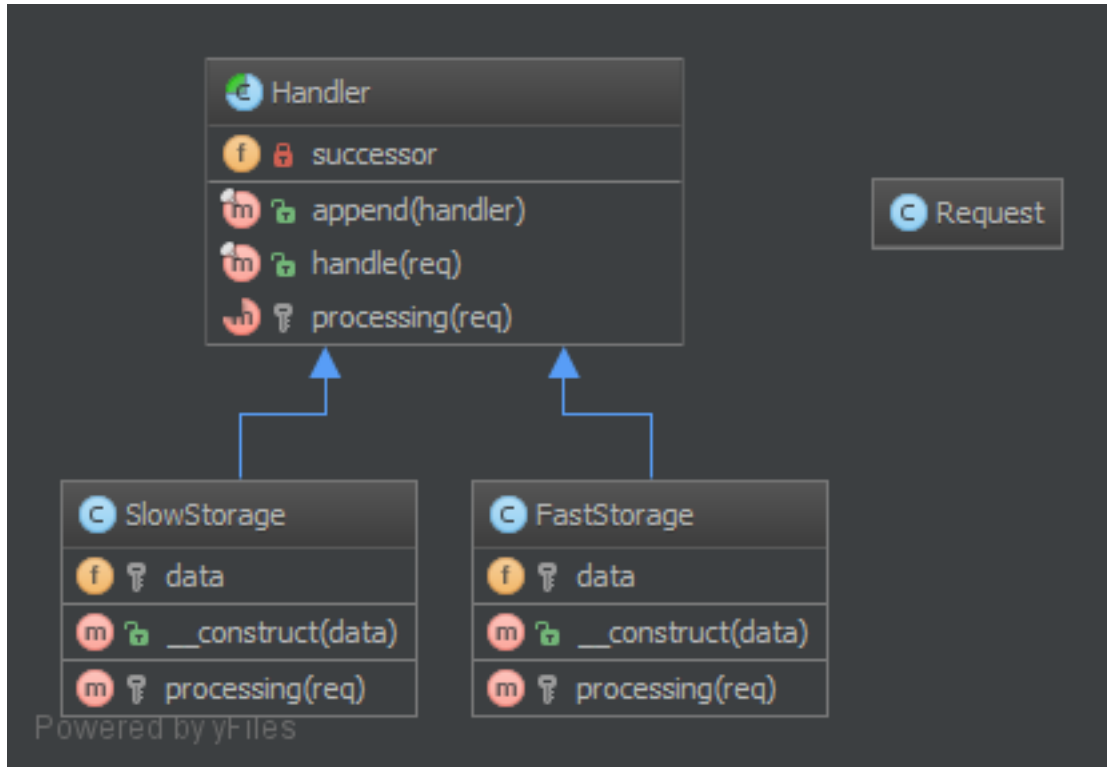 Handler
successor
append(handler)
handle(req)
processing(req)
Request
SlowStorage
data
__construct(data)
processing(req)
FastStorage
data
__construct(data)
processing(req)
Powered by yFiles